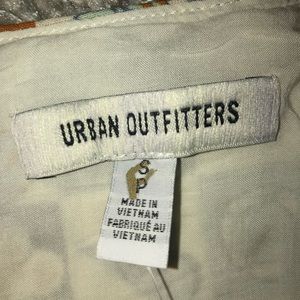 URBAN OUTFITTERS
S
P
MADE IN
VIETNAM
FABRIQUÉ AU
VIETNAM